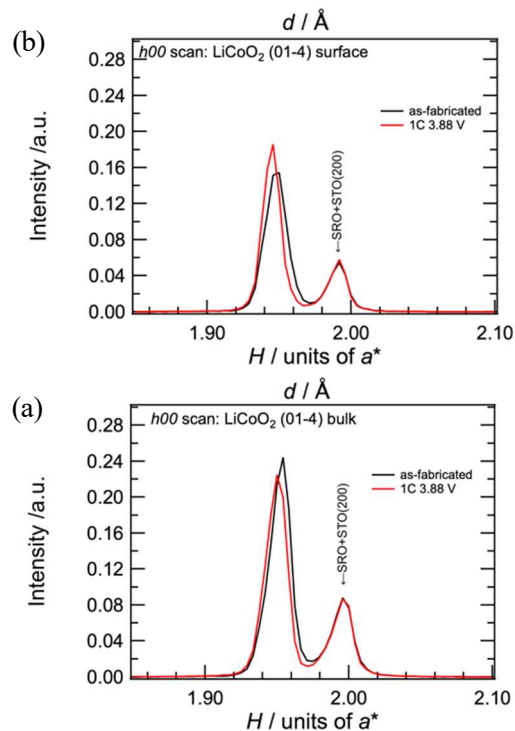 (b)
d / Å
h00 scan: LiCoO₂ (01-4) surface
0.28
0.24
0.20
0.16
0.12
0.08
0.04
0.00
Intensity /a.u.
as-fabricated
1C 3.88 V
←SRO+STO(200)
1.90
2.00
2.10
H / units of a*
(a)
d / Å
h00 scan: LiCoO₂ (01-4) bulk
0.28
0.24
0.20
0.16
0.12
0.08
0.04
0.00
Intensity /a.u.
as-fabricated
1C 3.88 V
←SRO+STO(200)
1.90
2.00
2.10
H / units of a*